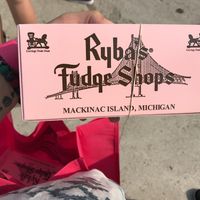 Ryba's
Fudge Shops
MACKINAC ISLAND, MICHIGAN